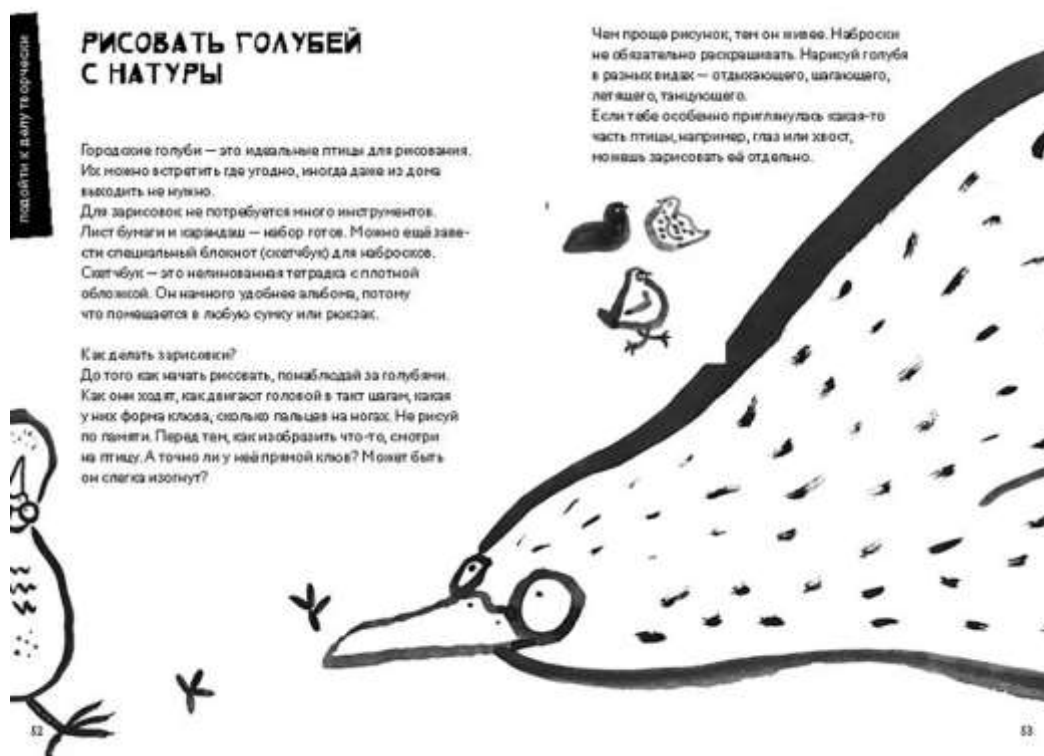 подойти к делу творчески
РИСОВАТЬ ГОЛУБЕЙ
С НАТУРЫ
Городские голуби — это идеальные птицы для рисования.
Их можно встретить где угодно, иногда даже из дома
выходить не нужно.
Для зарисовок не потребуется много инструментов.
Лист бумаги и карандаш — набор готов. Можно ещё заве-
сти специальный блокнот (скетчбук) для набросков.
Скетчбук — это нелинованная тетрадка с плотной
обложкой. Он намного удобнее альбома, потому
что помещается в любую сумку или рюкзак.
Как делать зарисовки?
До того как начать рисовать, понаблюдай за голубями.
Как они ходят, как двигают головой в такт шагам, какая
у них форма клюва, сколько пальцев на ногах. Не рисуй
по памяти. Перед тем, как изобразить что-то, смотри
на птицу. А точно ли у неё прямой клюв? Может быть
он слегка изогнут?
52
Чем проще рисунок, тем он живее. Наброски
не обязательно раскрашивать. Нарисуй голубя
в разных видах — отдыхающего, шагающего,
летящего, танцующего.
Если тебе особенно приглянулась какая-то
часть птицы, например, глаз или хвост,
можешь зарисовать её отдельно.
53